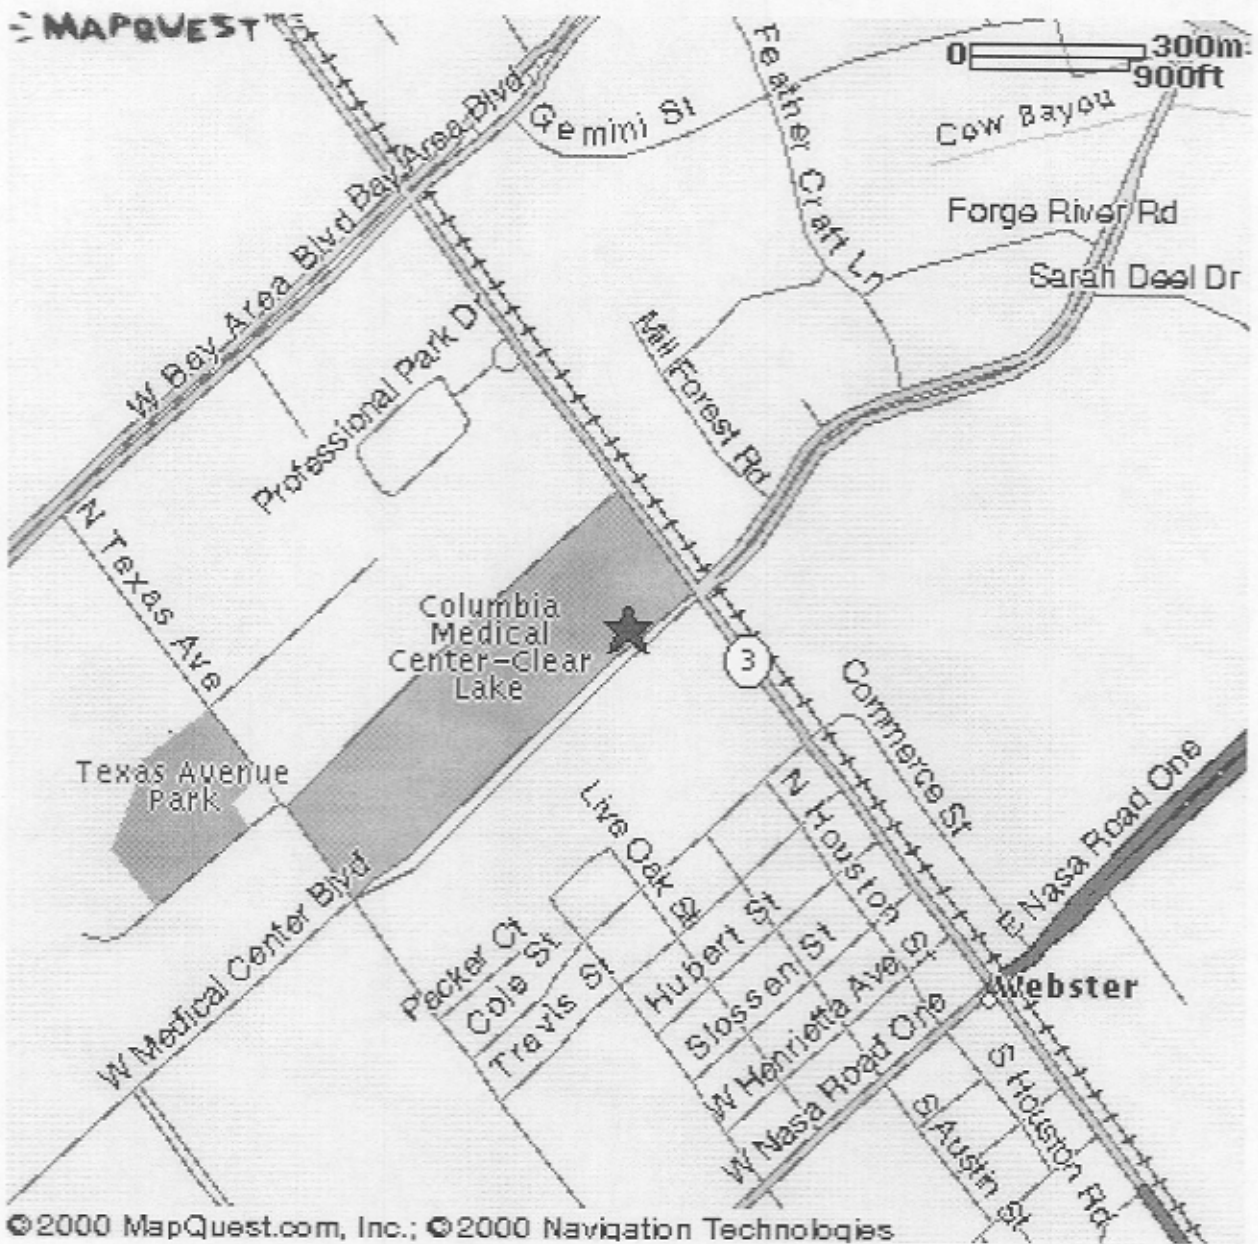 MAPQUEST
0 300m
900ft
Feather Craft Ln
Gemini St
Cow Bayou
Bay Area Blvd
W Bay Area Blvd
Forge River Rd
Sarah Deel Dr
Professional Park Dr
Mill Forest Rd
N Texas Ave
Columbia
Medical
Center-Clear
Lake
3
Commerce St
Texas Avenue
Park
Live Oak St
N Houston St
E Nasa Road One
St
W Medical Center Blvd
Packer Ct
Cole St
Travis St
Hubert St
Slossen St
W Henrietta Ave
W Nasa Road One
Webster
S Houston Rd
S Austin St
©2000 MapQuest.com, Inc.; ©2000 Navigation Technologies